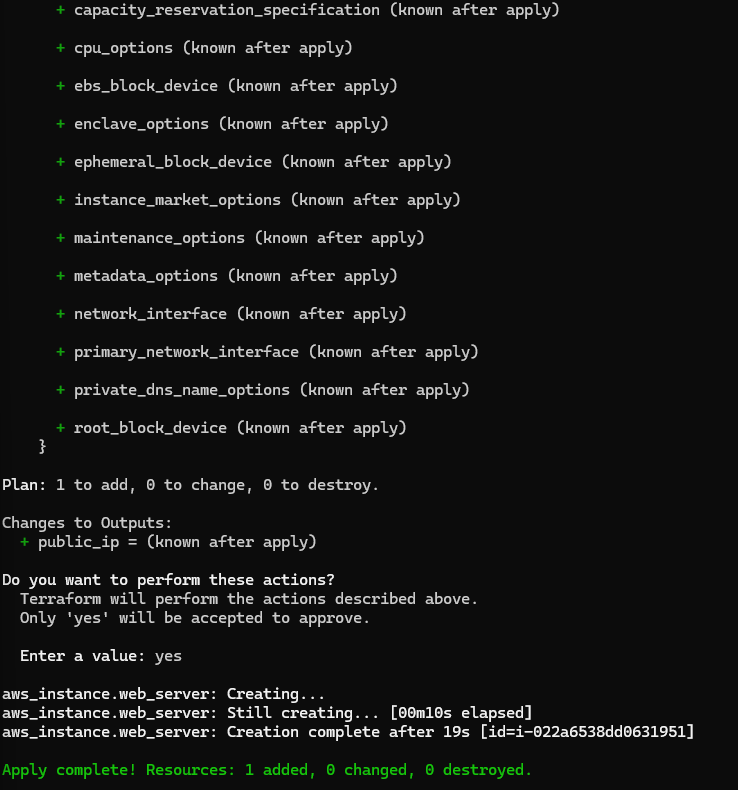 + capacity_reservation_specification (known after apply)
+ cpu_options (known after apply)
+ ebs_block_device (known after apply)
+ enclave_options (known after apply)
+ ephemeral_block_device (known after apply)
+ instance_market_options (known after apply)
+ maintenance_options (known after apply)
+ metadata_options (known after apply)
+ network_interface (known after apply)
+ primary_network_interface (known after apply)
+ private_dns_name_options (known after apply)
+ root_block_device (known after apply)
}
Plan: 1 to add, 0 to change, 0 to destroy.
Changes to Outputs:
+ public_ip = (known after apply)
Do you want to perform these actions?
Terraform will perform the actions described above.
Only 'yes' will be accepted to approve.
Enter a value: yes
aws_instance.web_server: Creating...
aws_instance.web_server: Still creating... [00m10s elapsed]
aws_instance.web_server: Creation complete after 19s [id=i-022a6538dd0631951]
Apply complete! Resources: 1 added, 0 changed, 0 destroyed.